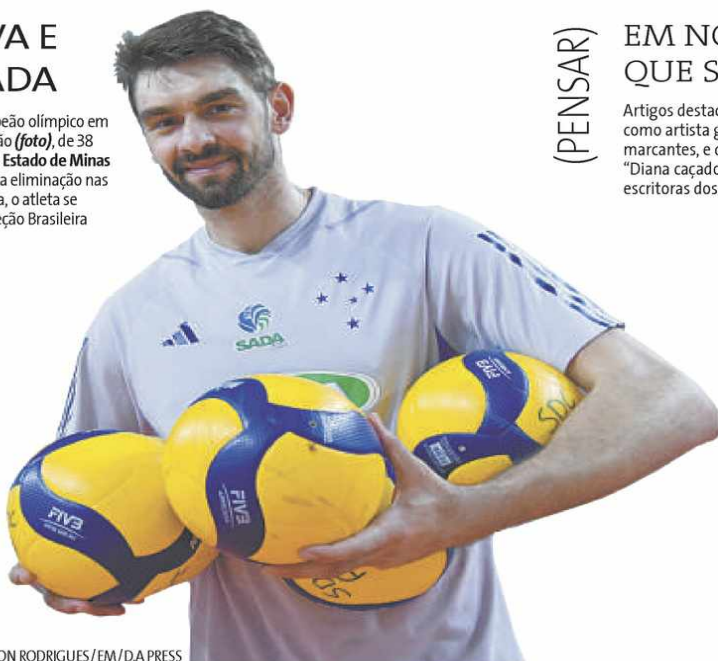 VA E
ADA
peão olímpico em
ão (foto), de 38
Estado de Minas
a eliminação nas
a, o atleta se
eção Brasileira
(PENSAR)
EM NO
QUE S
Artigos destac
como artista g
marcantes, e o
“Diana caçado
escritoras dos
SADA
FIVB
FIVB
FIVB
SDC
ON RODRIGUES/EM/D.A PRESS